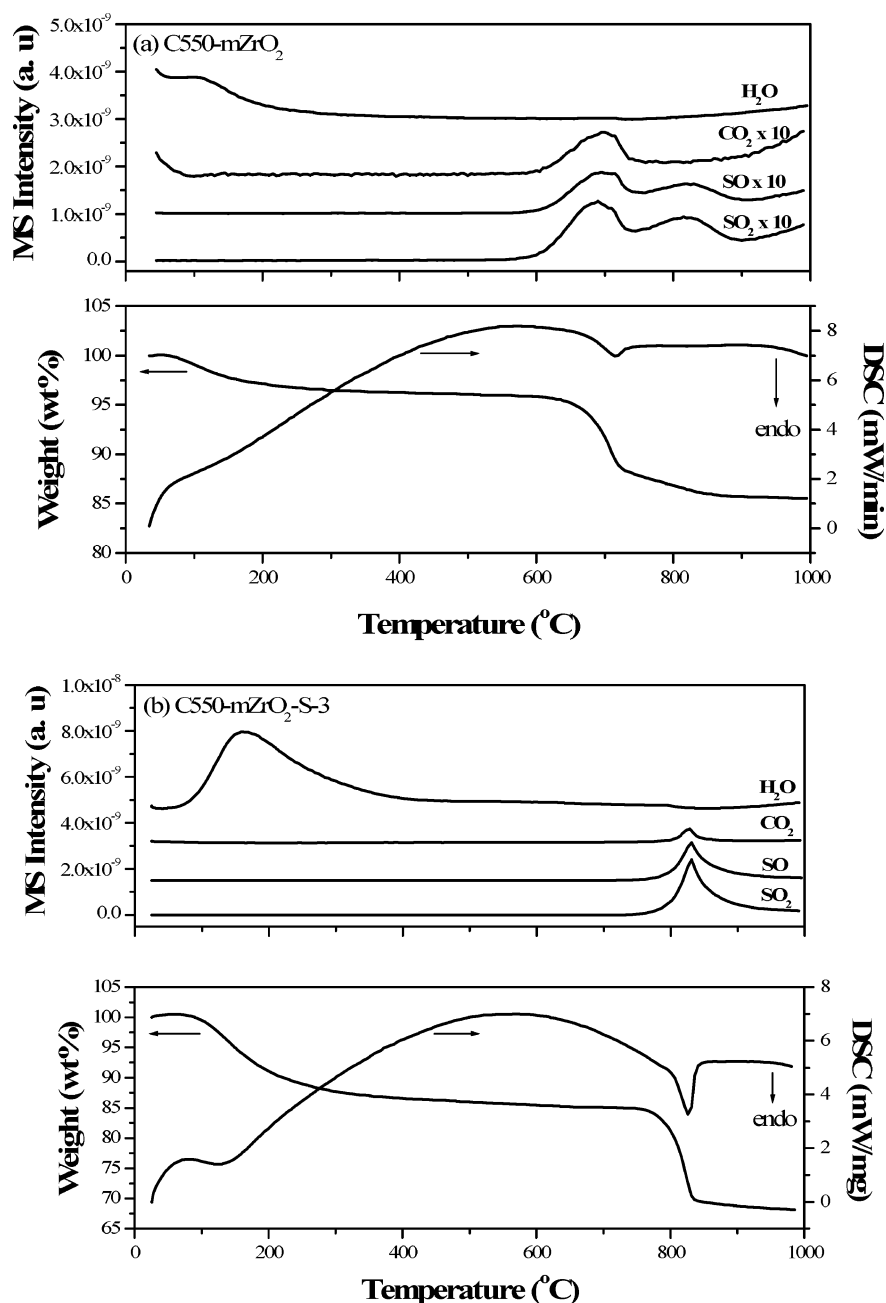 (a) C550-mZrO₂
MS Intensity (a. u)
5.0x10⁻⁹
4.0x10⁻⁹
3.0x10⁻⁹
2.0x10⁻⁹
1.0x10⁻⁹
0.0
H₂O
CO₂ x 10
SO x 10
SO₂ x 10
Weight (wt%)
105
100
95
90
85
80
8
6
4
2
0
DSC (mW/min)
endo
0 200 400 600 800 1000
Temperature (°C)
(b) C550-mZrO₂-S-3
MS Intensity (a. u)
1.0x10⁻⁸
8.0x10⁻⁹
6.0x10⁻⁹
4.0x10⁻⁹
2.0x10⁻⁹
0.0
H₂O
CO₂
SO
SO₂
Weight (wt%)
105
100
95
90
85
80
75
70
65
8
6
4
2
0
DSC (mW/mg)
endo
0 200 400 600 800 1000
Temperature (°C)